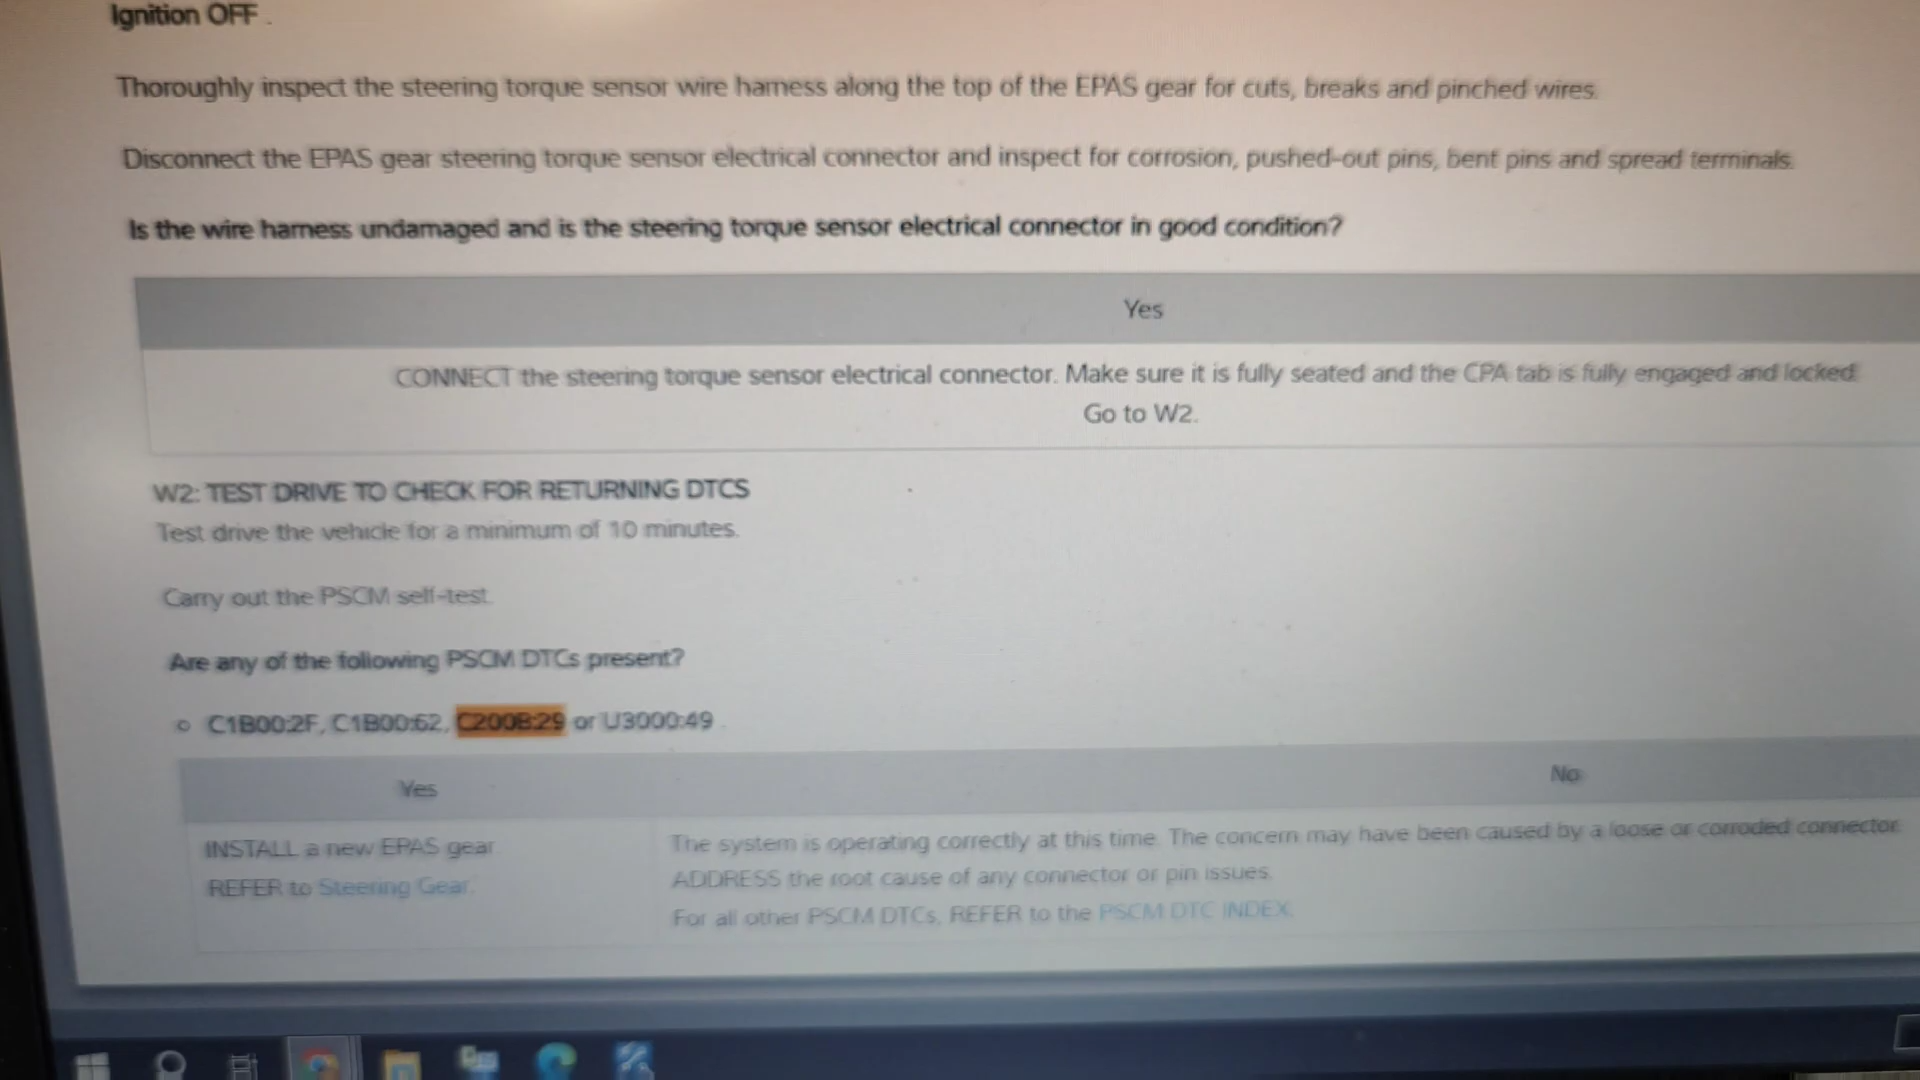 Ignition OFF .
Thoroughly inspect the steering torque sensor wire harness along the top of the EPAS gear for cuts, breaks and pinched wires.
Disconnect the EPAS gear steering torque sensor electrical connector and inspect for corrosion, pushed-out pins, bent pins and spread terminals.
Is the wire harness undamaged and is the steering torque sensor electrical connector in good condition?
Yes
CONNECT the steering torque sensor electrical connector. Make sure it is fully seated and the CPA tab is fully engaged and locked.
Go to W2.
W2: TEST DRIVE TO CHECK FOR RETURNING DTCS
Test drive the vehicle for a minimum of 10 minutes.
Carry out the PSCM self-test.
Are any of the following PSCM DTCs present?
C1B00:2F, C1B00:62, C200B:29 or U3000:49 .
Yes
No
INSTALL a new EPAS gear.
REFER to Steering Gear.
The system is operating correctly at this time. The concern may have been caused by a loose or corroded connector.
ADDRESS the root cause of any connector or pin issues.
For all other PSCM DTCs, REFER to the PSCM DTC INDEX.